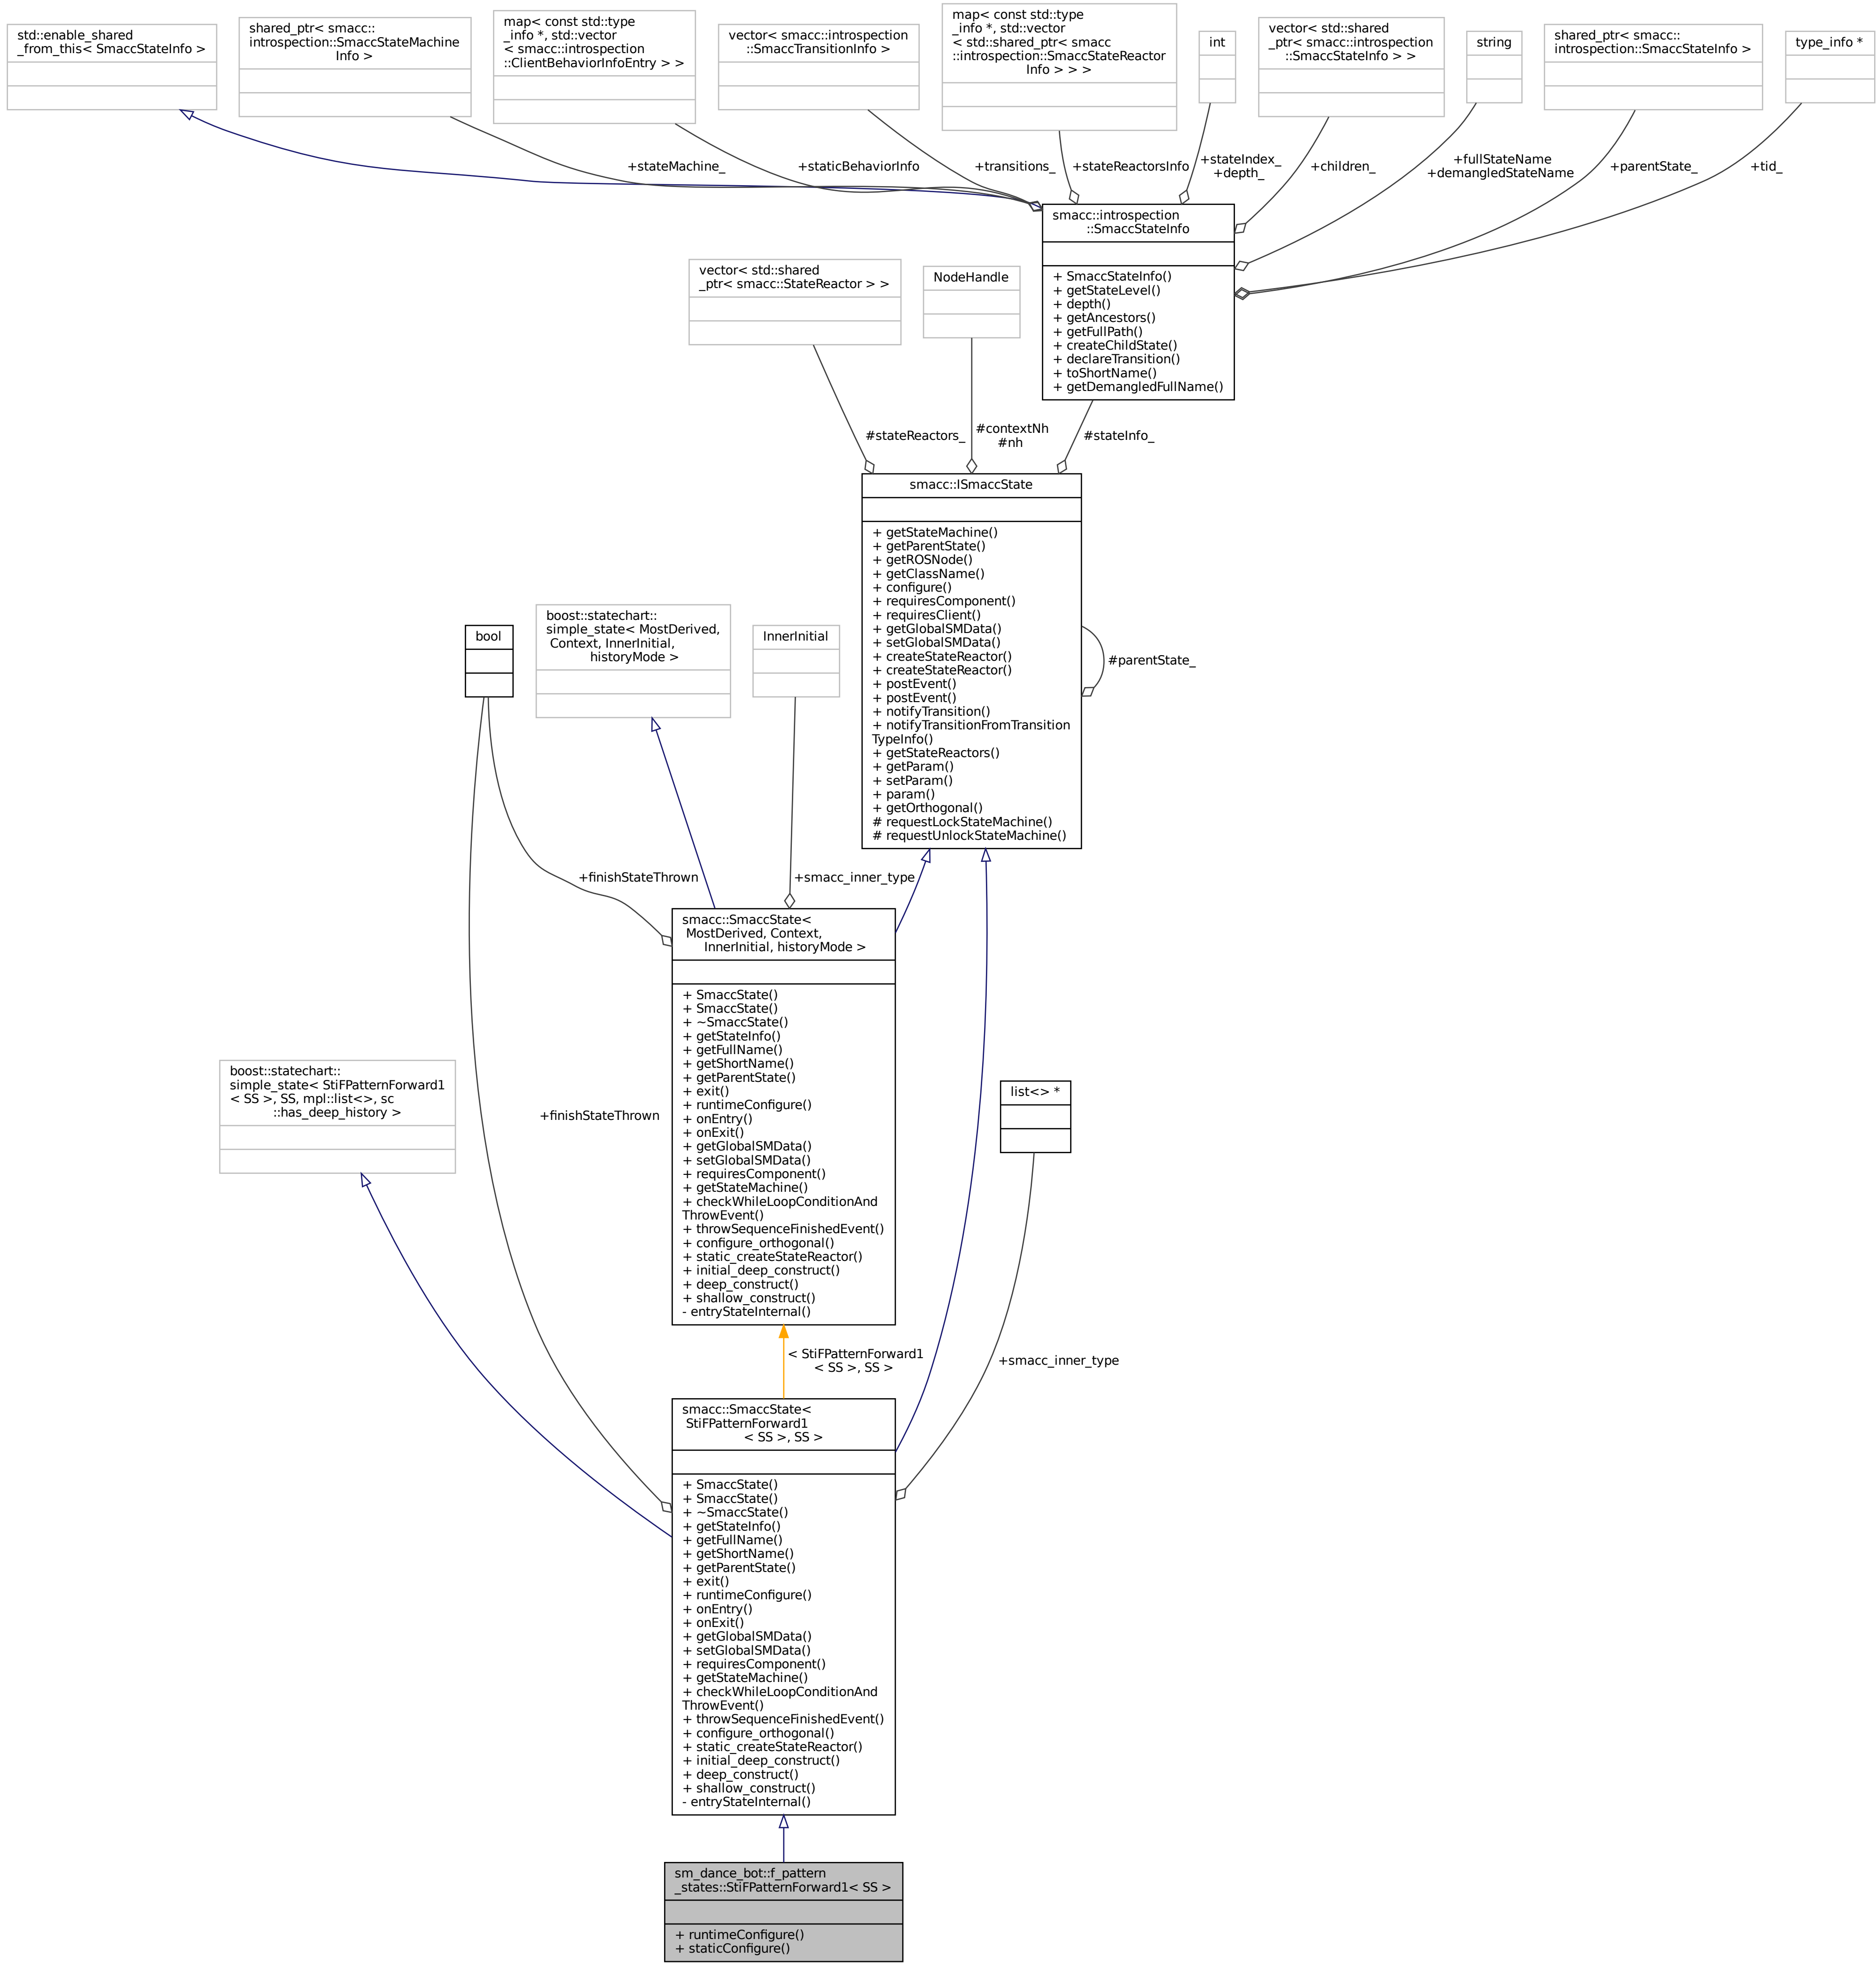 std::enable_shared
_from_this< SmaccStateInfo >
shared_ptr< smacc::
introspection::SmaccStateMachine
Info >
map< const std::type
_info *, std::vector
< smacc::introspection
::ClientBehaviorInfoEntry > >
vector< smacc::introspection
::SmaccTransitionInfo >
map< const std::type
_info *, std::vector
< std::shared_ptr< smacc
::introspection::SmaccStateReactor
Info > > >
int
vector< std::shared
_ptr< smacc::introspection
::SmaccStateInfo > >
string
shared_ptr< smacc::
introspection::SmaccStateInfo >
type_info *
+stateMachine_
+staticBehaviorInfo
+transitions_
+stateReactorsInfo
+stateIndex_
+depth_
+children_
+fullStateName
+demangledStateName
+parentState_
+tid_
smacc::introspection
::SmaccStateInfo
+ SmaccStateInfo()
+ getStateLevel()
+ depth()
+ getAncestors()
+ getFullPath()
+ createChildState()
+ declareTransition()
+ toShortName()
+ getDemangledFullName()
vector< std::shared
_ptr< smacc::StateReactor > >
NodeHandle
#stateReactors_
#contextNh
#nh
#stateInfo_
smacc::ISmaccState
+ getStateMachine()
+ getParentState()
+ getROSNode()
+ getClassName()
+ configure()
+ requiresComponent()
+ requiresClient()
+ getGlobalSMData()
+ setGlobalSMData()
+ createStateReactor()
+ createStateReactor()
+ postEvent()
+ postEvent()
+ notifyTransition()
+ notifyTransitionFromTransition
TypeInfo()
+ getStateReactors()
+ getParam()
+ setParam()
+ param()
+ getOrthogonal()
# requestLockStateMachine()
# requestUnlockStateMachine()
#parentState_
bool
boost::statechart::
simple_state< MostDerived,
Context, InnerInitial,
historyMode >
InnerInitial
+finishStateThrown
+smacc_inner_type
smacc::SmaccState<
MostDerived, Context,
InnerInitial, historyMode >
+ SmaccState()
+ SmaccState()
+ ~SmaccState()
+ getStateInfo()
+ getFullName()
+ getShortName()
+ getParentState()
+ exit()
+ runtimeConfigure()
+ onEntry()
+ onExit()
+ getGlobalSMData()
+ setGlobalSMData()
+ requiresComponent()
+ getStateMachine()
+ checkWhileLoopConditionAnd
ThrowEvent()
+ throwSequenceFinishedEvent()
+ configure_orthogonal()
+ static_createStateReactor()
+ initial_deep_construct()
+ deep_construct()
+ shallow_construct()
- entryStateInternal()
boost::statechart::
simple_state< StiFPatternForward1
< SS >, SS, mpl::list<>, sc
::has_deep_history >
+finishStateThrown
list<> *
< StiFPatternForward1
< SS >, SS >
+smacc_inner_type
smacc::SmaccState<
StiFPatternForward1
< SS >, SS >
+ SmaccState()
+ SmaccState()
+ ~SmaccState()
+ getStateInfo()
+ getFullName()
+ getShortName()
+ getParentState()
+ exit()
+ runtimeConfigure()
+ onEntry()
+ onExit()
+ getGlobalSMData()
+ setGlobalSMData()
+ requiresComponent()
+ getStateMachine()
+ checkWhileLoopConditionAnd
ThrowEvent()
+ throwSequenceFinishedEvent()
+ configure_orthogonal()
+ static_createStateReactor()
+ initial_deep_construct()
+ deep_construct()
+ shallow_construct()
- entryStateInternal()
sm_dance_bot::f_pattern
_states::StiFPatternForward1< SS >
+ runtimeConfigure()
+ staticConfigure()